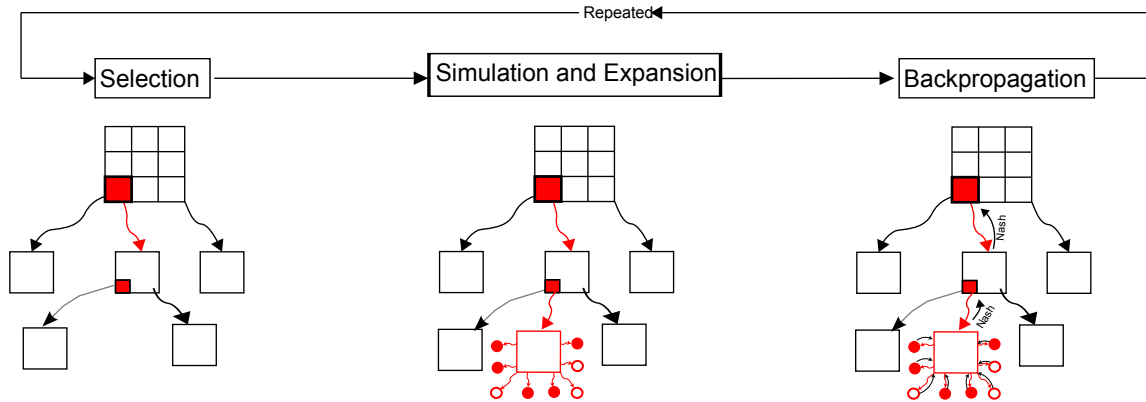 Repeated
Selection
Simulation and Expansion
Backpropagation
Nash
Nash